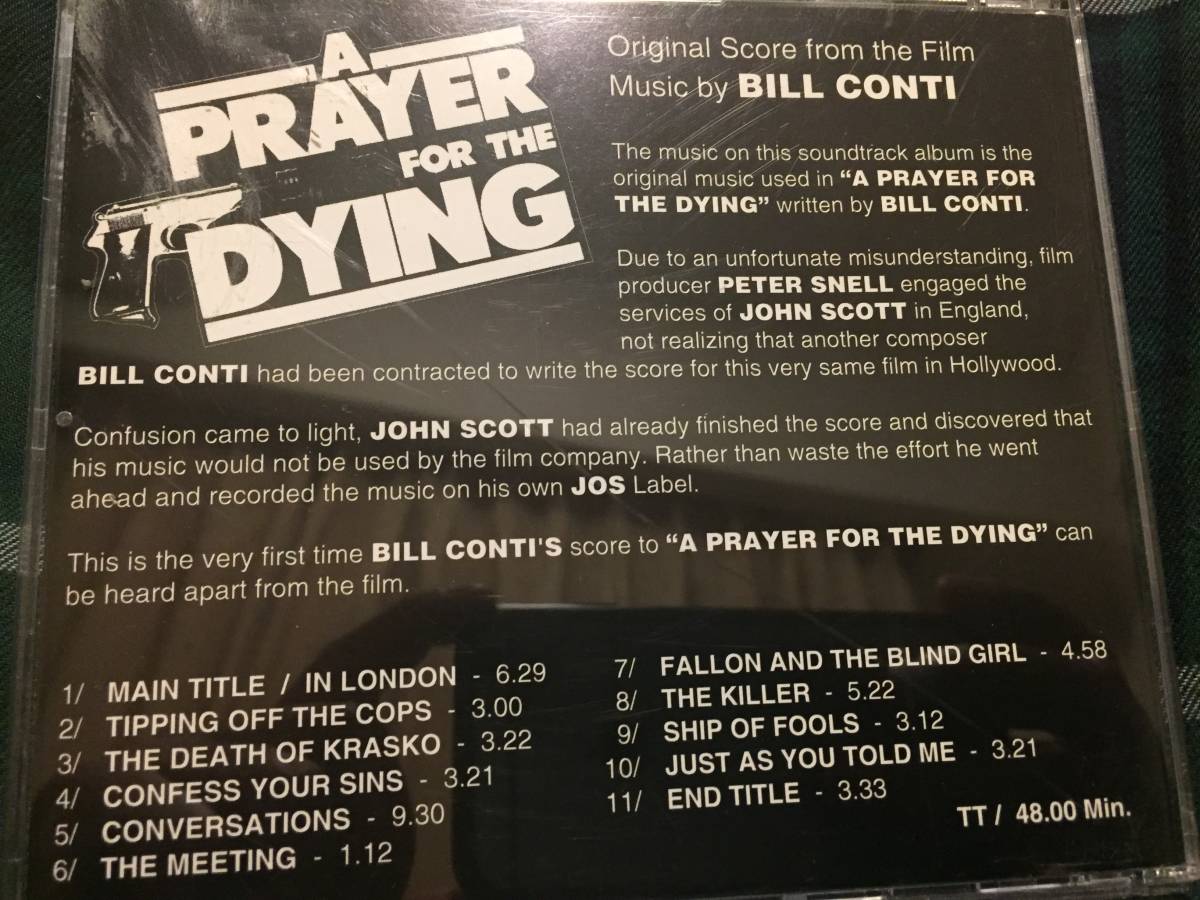 A
PRAYER
FOR THE
DYING
Original Score from the Film
Music by BILL CONTI
The music on this soundtrack album is the
original music used in “A PRAYER FOR
THE DYING” written by BILL CONTI.
Due to an unfortunate misunderstanding, film
producer PETER SNELL engaged the
services of JOHN SCOTT in England,
not realizing that another composer
BILL CONTI had been contracted to write the score for this very same film in Hollywood.
Confusion came to light, JOHN SCOTT had already finished the score and discovered that
his music would not be used by the film company. Rather than waste the effort he went
ahead and recorded the music on his own JOS Label.
This is the very first time BILL CONTI'S score to “A PRAYER FOR THE DYING” can
be heard apart from the film.
1/ MAIN TITLE / IN LONDON - 6.29
2/ TIPPING OFF THE COPS - 3.00
3/ THE DEATH OF KRASKO - 3.22
4/ CONFESS YOUR SINS - 3.21
5/ CONVERSATIONS - 9.30
6/ THE MEETING - 1.12
7/ FALLON AND THE BLIND GIRL - 4.58
8/ THE KILLER - 5.22
9/ SHIP OF FOOLS - 3.12
10/ JUST AS YOU TOLD ME - 3.21
11/ END TITLE - 3.33
TT / 48.00 Min.